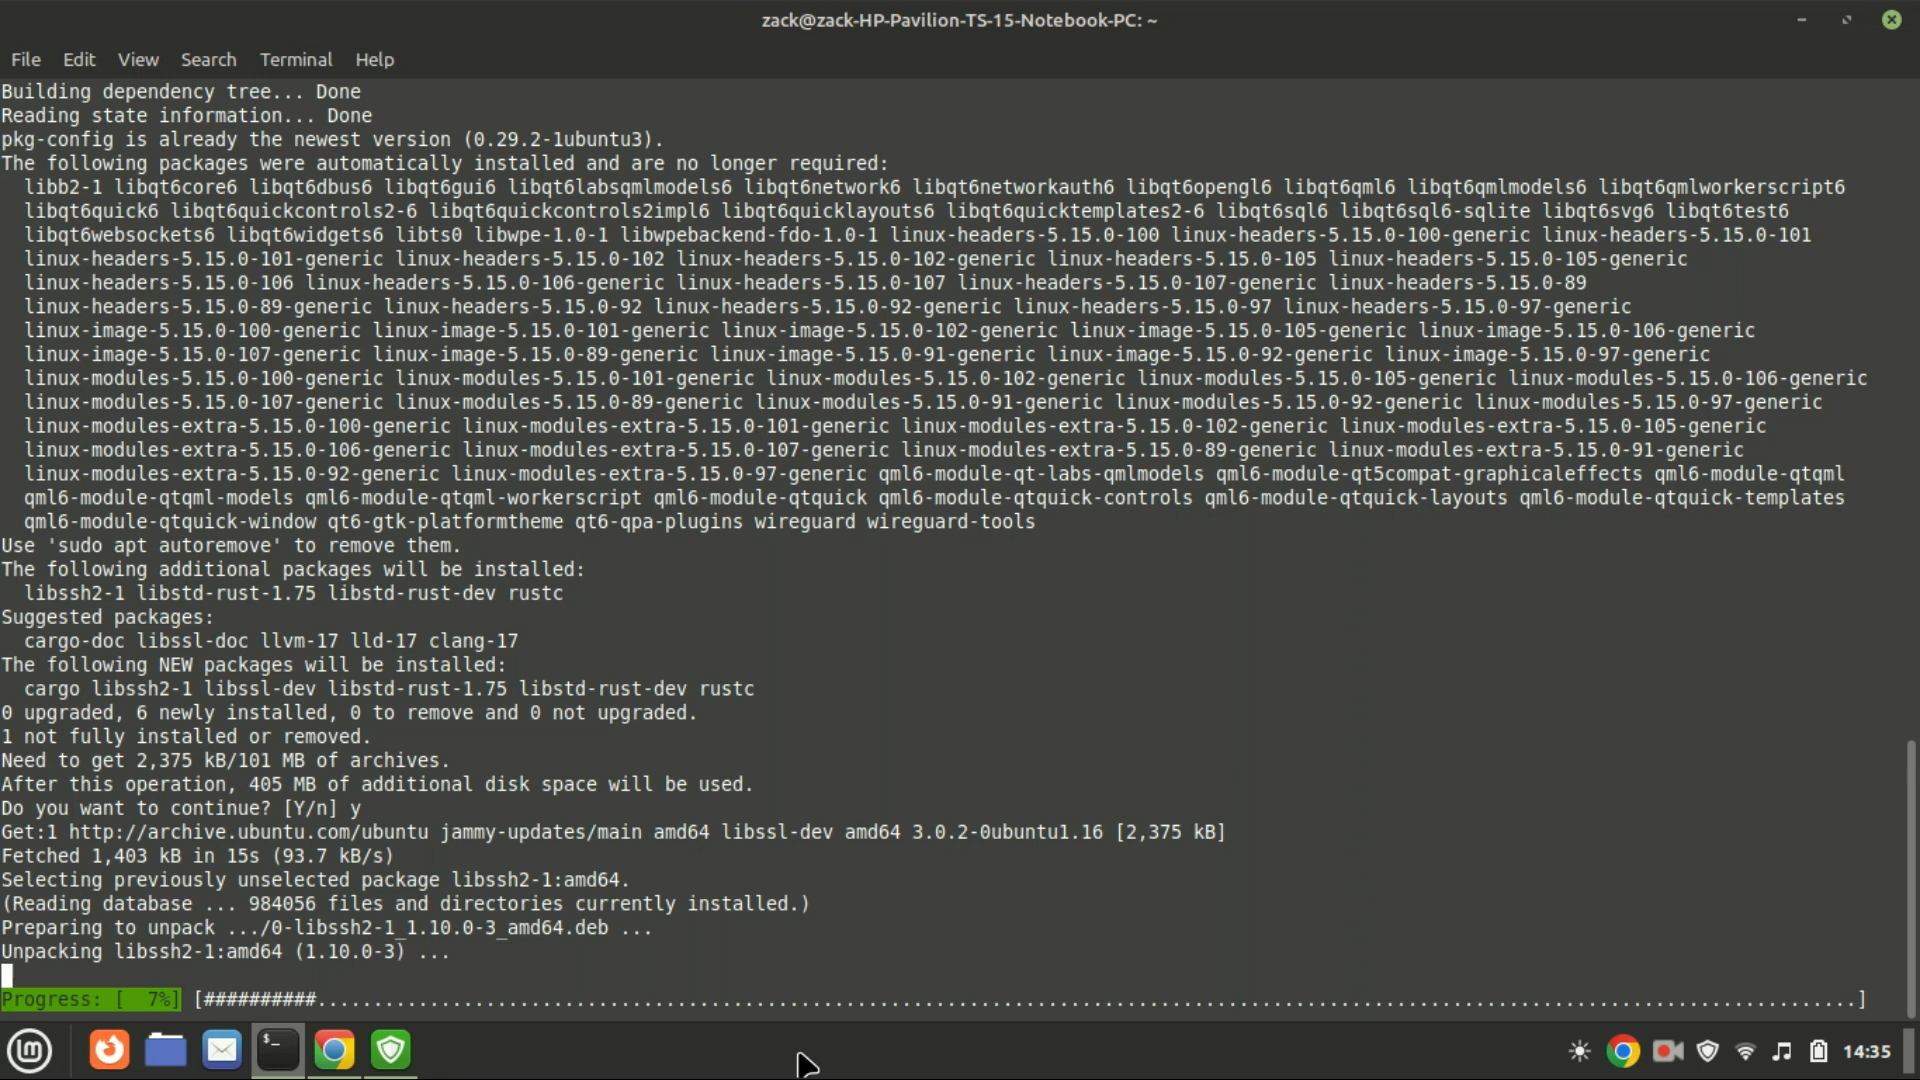 zack@zack-HP-Pavilion-TS-15-Notebook-PC: ~
File Edit View Search Terminal Help
Building dependency tree... Done
Reading state information... Done
pkg-config is already the newest version (0.29.2-1ubuntu3).
The following packages were automatically installed and are no longer required:
libb2-1 libqt6core6 libqt6dbus6 libqt6gui6 libqt6labsqmlmodels6 libqt6network6 libqt6networkauth6 libqt6opengl6 libqt6qml6 libqt6qmlmodels6 libqt6qmlworkerscript6
libqt6quick6 libqt6quickcontrols2-6 libqt6quickcontrols2impl6 libqt6quicklayouts6 libqt6quicktemplates2-6 libqt6sql6 libqt6sql6-sqlite libqt6svg6 libqt6test6
libqt6websockets6 libqt6widgets6 libts0 libwpe-1.0-1 libwpebackend-fdo-1.0-1 linux-headers-5.15.0-100 linux-headers-5.15.0-100-generic linux-headers-5.15.0-101
linux-headers-5.15.0-101-generic linux-headers-5.15.0-102 linux-headers-5.15.0-102-generic linux-headers-5.15.0-105 linux-headers-5.15.0-105-generic
linux-headers-5.15.0-106 linux-headers-5.15.0-106-generic linux-headers-5.15.0-107 linux-headers-5.15.0-107-generic linux-headers-5.15.0-89
linux-headers-5.15.0-89-generic linux-headers-5.15.0-92 linux-headers-5.15.0-92-generic linux-headers-5.15.0-97 linux-headers-5.15.0-97-generic
linux-image-5.15.0-100-generic linux-image-5.15.0-101-generic linux-image-5.15.0-102-generic linux-image-5.15.0-105-generic linux-image-5.15.0-106-generic
linux-image-5.15.0-107-generic linux-image-5.15.0-89-generic linux-image-5.15.0-91-generic linux-image-5.15.0-92-generic linux-image-5.15.0-97-generic
linux-modules-5.15.0-100-generic linux-modules-5.15.0-101-generic linux-modules-5.15.0-102-generic linux-modules-5.15.0-105-generic linux-modules-5.15.0-106-generic
linux-modules-5.15.0-107-generic linux-modules-5.15.0-89-generic linux-modules-5.15.0-91-generic linux-modules-5.15.0-92-generic linux-modules-5.15.0-97-generic
linux-modules-extra-5.15.0-100-generic linux-modules-extra-5.15.0-101-generic linux-modules-extra-5.15.0-102-generic linux-modules-extra-5.15.0-105-generic
linux-modules-extra-5.15.0-106-generic linux-modules-extra-5.15.0-107-generic linux-modules-extra-5.15.0-89-generic linux-modules-extra-5.15.0-91-generic
linux-modules-extra-5.15.0-92-generic linux-modules-extra-5.15.0-97-generic qml6-module-qt-labs-qmlmodels qml6-module-qt5compat-graphicaleffects qml6-module-qtqml
qml6-module-qtqml-models qml6-module-qtqml-workerscript qml6-module-qtquick qml6-module-qtquick-controls qml6-module-qtquick-layouts qml6-module-qtquick-templates
qml6-module-qtquick-window qt6-gtk-platformtheme qt6-qpa-plugins wireguard wireguard-tools
Use 'sudo apt autoremove' to remove them.
The following additional packages will be installed:
libssh2-1 libstd-rust-1.75 libstd-rust-dev rustc
Suggested packages:
cargo-doc libssl-doc llvm-17 lld-17 clang-17
The following NEW packages will be installed:
cargo libssh2-1 libssl-dev libstd-rust-1.75 libstd-rust-dev rustc
0 upgraded, 6 newly installed, 0 to remove and 0 not upgraded.
1 not fully installed or removed.
Need to get 2,375 kB/101 MB of archives.
After this operation, 405 MB of additional disk space will be used.
Do you want to continue? [Y/n] y
Get:1 http://archive.ubuntu.com/ubuntu jammy-updates/main amd64 libssl-dev amd64 3.0.2-0ubuntu1.16 [2,375 kB]
Fetched 1,403 kB in 15s (93.7 kB/s)
Selecting previously unselected package libssh2-1:amd64.
(Reading database ... 984056 files and directories currently installed.)
Preparing to unpack .../0-libssh2-1_1.10.0-3_amd64.deb ...
Unpacking libssh2-1:amd64 (1.10.0-3) ...
Progress: [ 7%] [##########.........................................................................................................................................]
$_
14:35